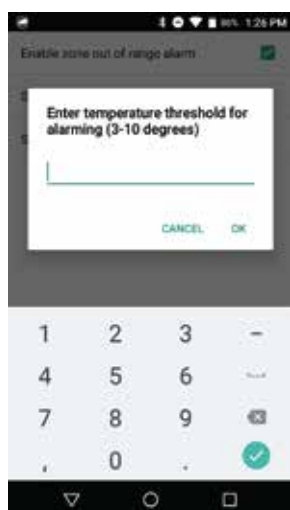 80% 1:26 PM
Enable zone out of range alarm
S
Enter temperature threshold for
alarming (3-10 degrees)
CANCEL OK
1 2 3 -
4 5 6
7 8 9
, 0 .